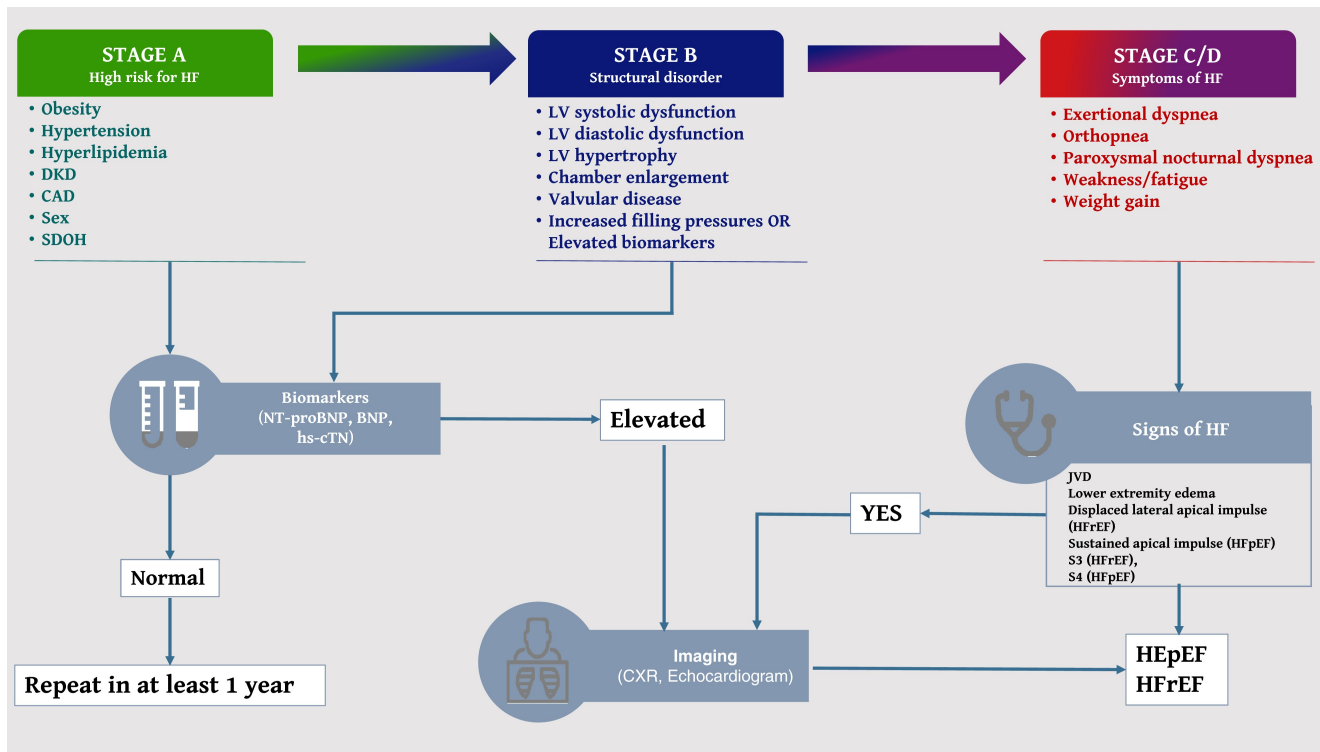 STAGE A
High risk for HF
• Obesity
• Hypertension
• Hyperlipidemia
• DKD
• CAD
• Sex
• SDOH
STAGE B
Structural disorder
• LV systolic dysfunction
• LV diastolic dysfunction
• LV hypertrophy
• Chamber enlargement
• Valvular disease
• Increased filling pressures OR
Elevated biomarkers
STAGE C/D
Symptoms of HF
• Exertional dyspnea
• Orthopnea
• Paroxysmal nocturnal dyspnea
• Weakness/fatigue
• Weight gain
Biomarkers
(NT-proBNP, BNP,
hs-cTN)
Elevated
Normal
Repeat in at least 1 year
Signs of HF
JVD
Lower extremity edema
Displaced lateral apical impulse
(HFrEF)
Sustained apical impulse (HFpEF)
S3 (HFrEF),
S4 (HFpEF)
YES
Imaging
(CXR, Echocardiogram)
HEpEF
HFrEF